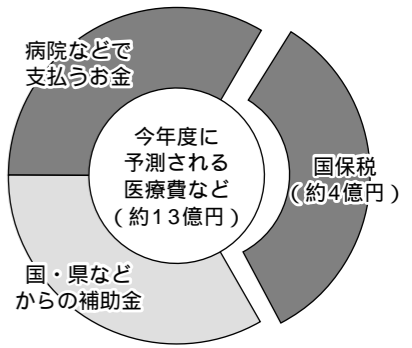 病院などで
支払うお金
今年度に
予測される
医療費など
（約13億円）
国保税
（約4億円）
国・県など
からの補助金